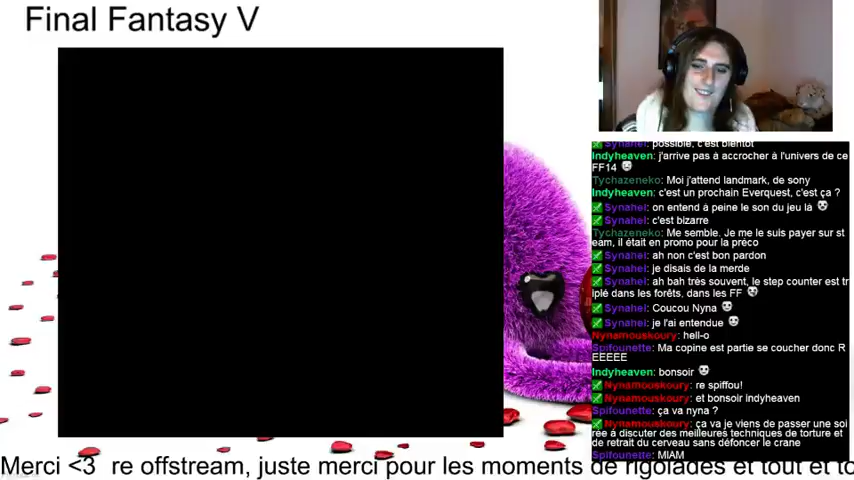 Final Fantasy V
Synahel: possible, c'est bientôt
Indyheaven: j'arrive pas à accrocher à l'univers de ce
FF14
Tychazeneko: Moi j'attend landmark, de sony
Indyheaven: c'est un prochain Everquest, c'est ça ?
Synahel: on entend à peine le son du jeu là
Synahel: c'est bizarre
Tychazeneko: Me semble. Je me le suis payer sur st
eam, il était en promo pour la préco
Synahel: ah non c'est bon pardon
Synahel: je disais de la merde
Synahel: ah bah très souvent, le step counter est tr
iplé dans les forêts, dans les FF
Synahel: Coucou Nyna
Synahel: je l'ai entendue
Nynamouskoury: hell-o
Spifounette: Ma copine est partie se coucher donc R
EEEEE
Indyheaven: bonsoir
Nynamouskoury: re spiffou!
Nynamouskoury: et bonsoir Indyheaven
Spifounette: ça va nyna ?
Nynamouskoury: ça va je viens de passer une soi
rée à discuter des meilleures techniques de torture et
de retrait du cerveau sans défoncer le crane
Spifounette: MIAM
Merci <3 re offstream, juste merci pour les moments de rigolades et tout et to